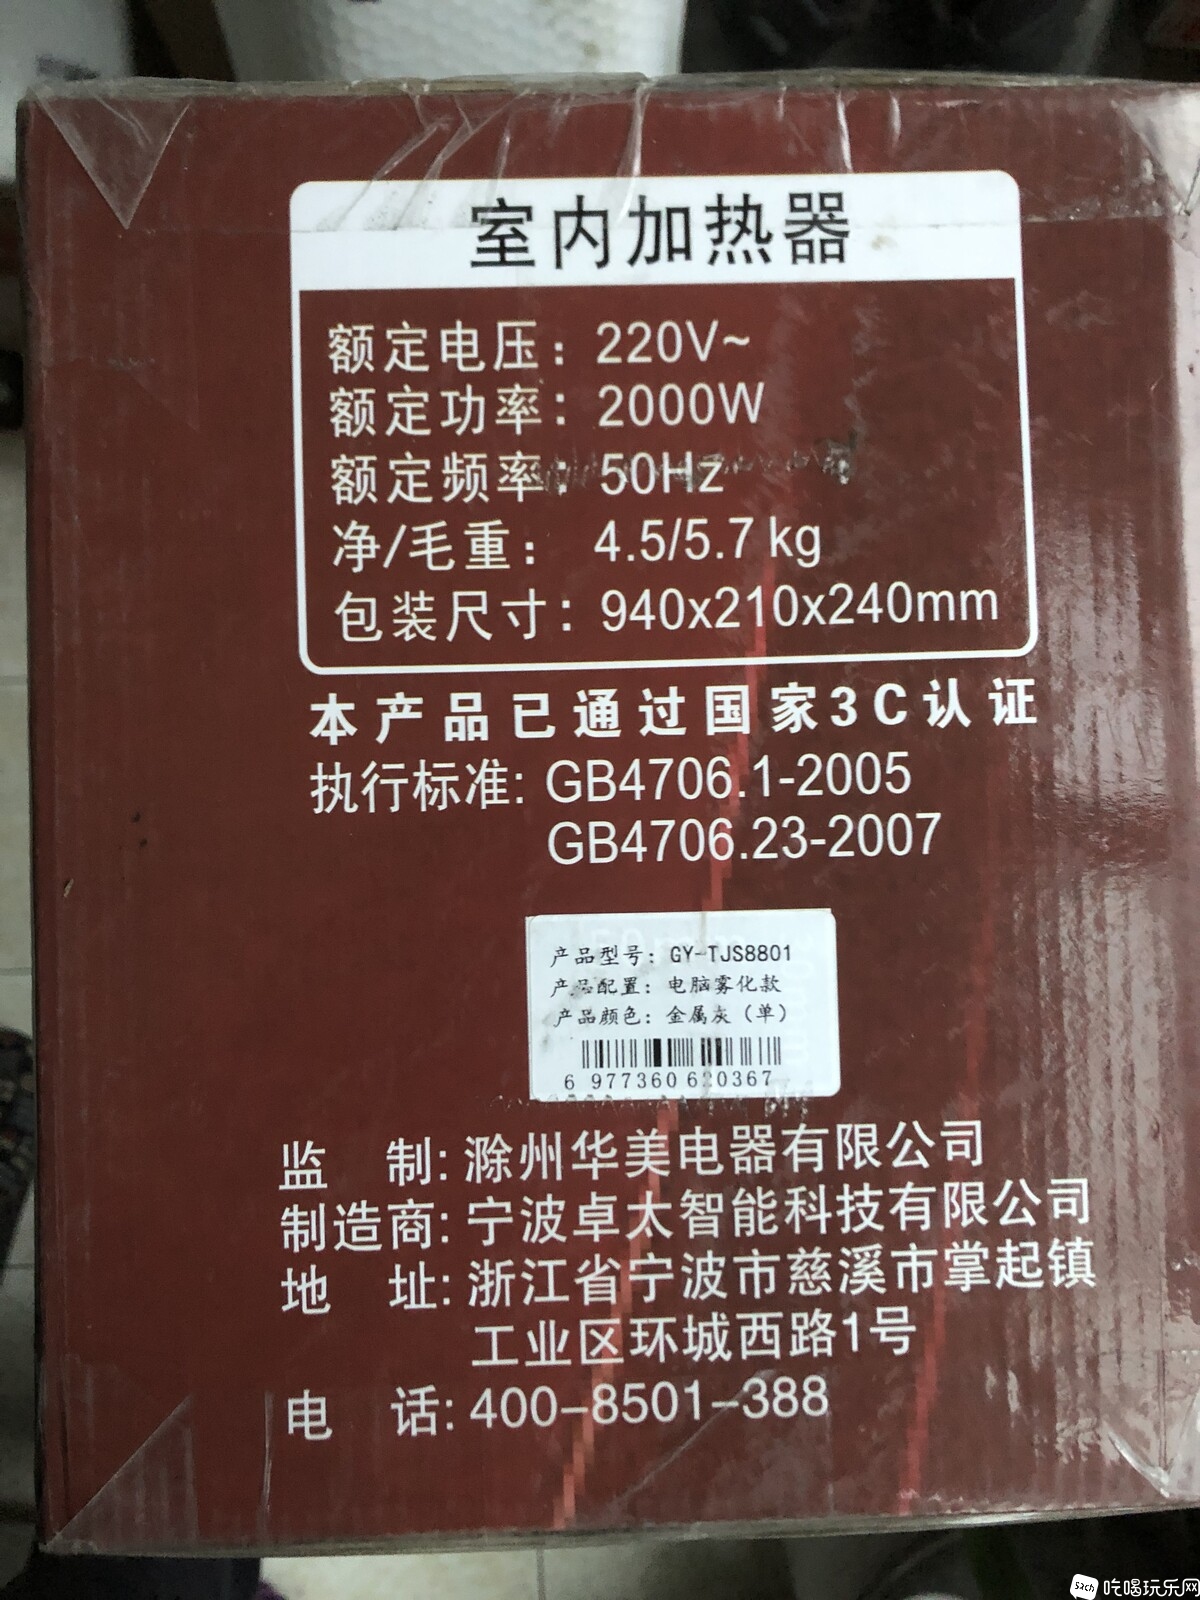 室内加热器
额定电压：220V~
额定功率：2000W
额定频率：50Hz
净/毛重： 4.5/5.7 kg
包装尺寸：940x210x240mm
本产品已通过国家3C认证
执行标准: GB4706.1-2005
GB4706.23-2007
产品型号：GY-TJS8801
产品配置：电脑雾化款
产品颜色：金属灰（单）
6 977360 620367
监 制: 滁州华美电器有限公司
制造商: 宁波卓太智能科技有限公司
地 址: 浙江省宁波市慈溪市掌起镇
工业区环城西路1号
电 话: 400-8501-388
52ch 吃喝玩乐网